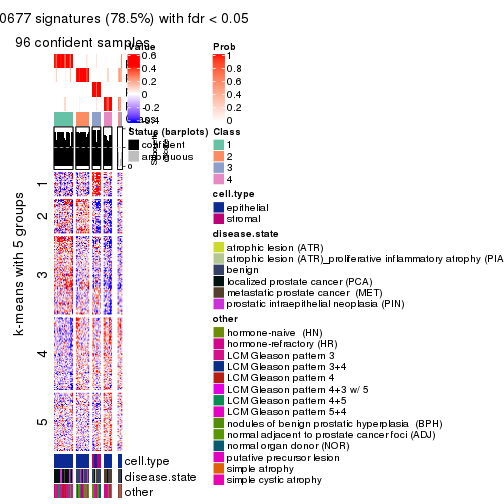 0677 signatures (78.5%) with fdr < 0.05
96 confident samples
Value
0.6
0.4
0.2
0
-0.2
-0.4
Prob
1
0.8
0.6
0.4
0.2
0
Status (barplots)
confident
ambiguous
Class
1
2
3
4
cell.type
epithelial
stromal
disease.state
atrophic lesion (ATR)
atrophic lesion (ATR)_proliferative inflammatory atrophy (PIA
benign
localized prostate cancer (PCA)
metastatic prostate cancer (MET)
prostatic intraepithelial neoplasia (PIN)
other
hormone-naive (HN)
hormone-refractory (HR)
LCM Gleason pattern 3
LCM Gleason pattern 3+4
LCM Gleason pattern 4
LCM Gleason pattern 4+3 w/ 5
LCM Gleason pattern 4+5
LCM Gleason pattern 5+4
nodules of benign prostatic hyperplasia (BPH)
normal adjacent to prostate cancer foci (ADJ)
normal organ donor (NOR)
putative precursor lesion
simple atrophy
simple cystic atrophy
k-means with 5 groups
1
2
3
4
5
0
cell.type
disease.state
other